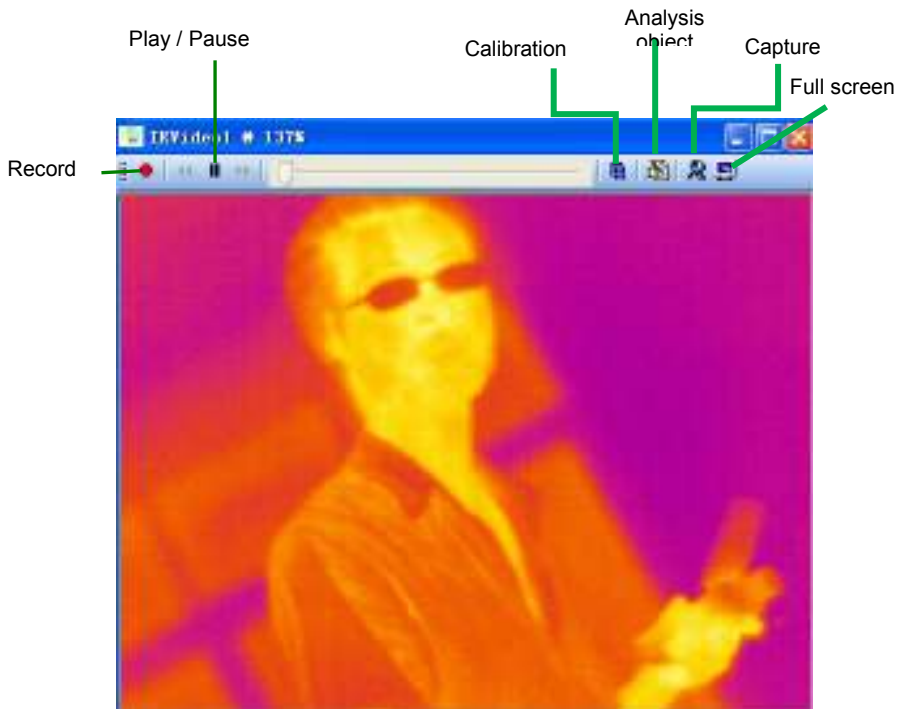 Play / Pause
Calibration
Analysis
object
Capture
Full screen
IRVideo1 # 137%
Record